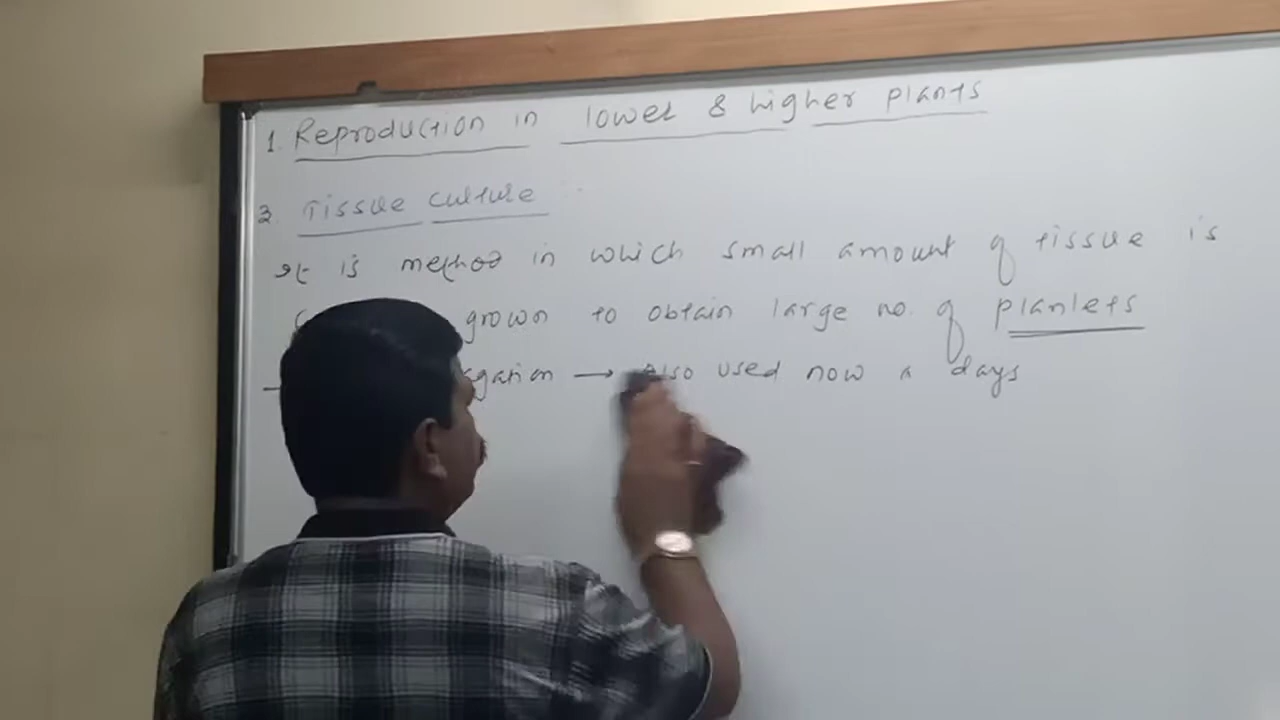 1. Reproduction in lower & higher plants
2. Tissue culture
It is method in which small amount of tissue is
grown to obtain large no. of planlets
→ Also used now a days